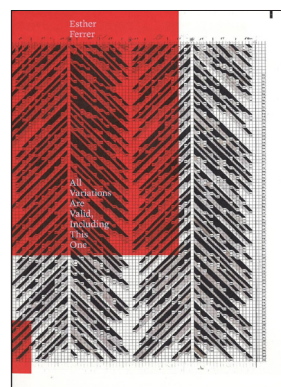 Esther
Ferrer
All
Variations
Are
Valid,
Including
This
One.